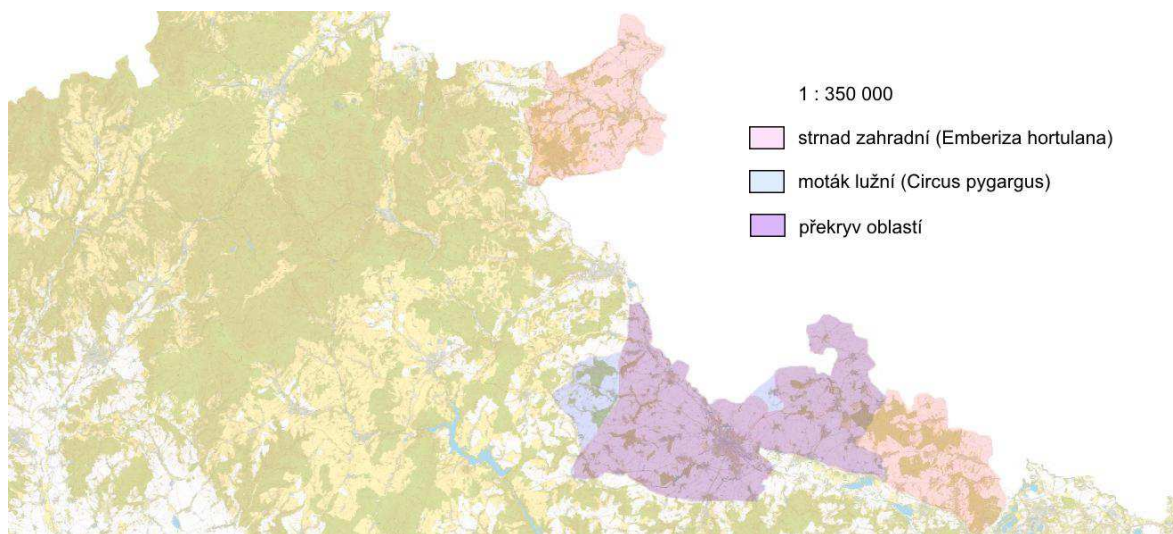 1 : 350 000
strnad zahradní (Emberiza hortulana)
moták lužní (Circus pygargus)
překryv oblastí